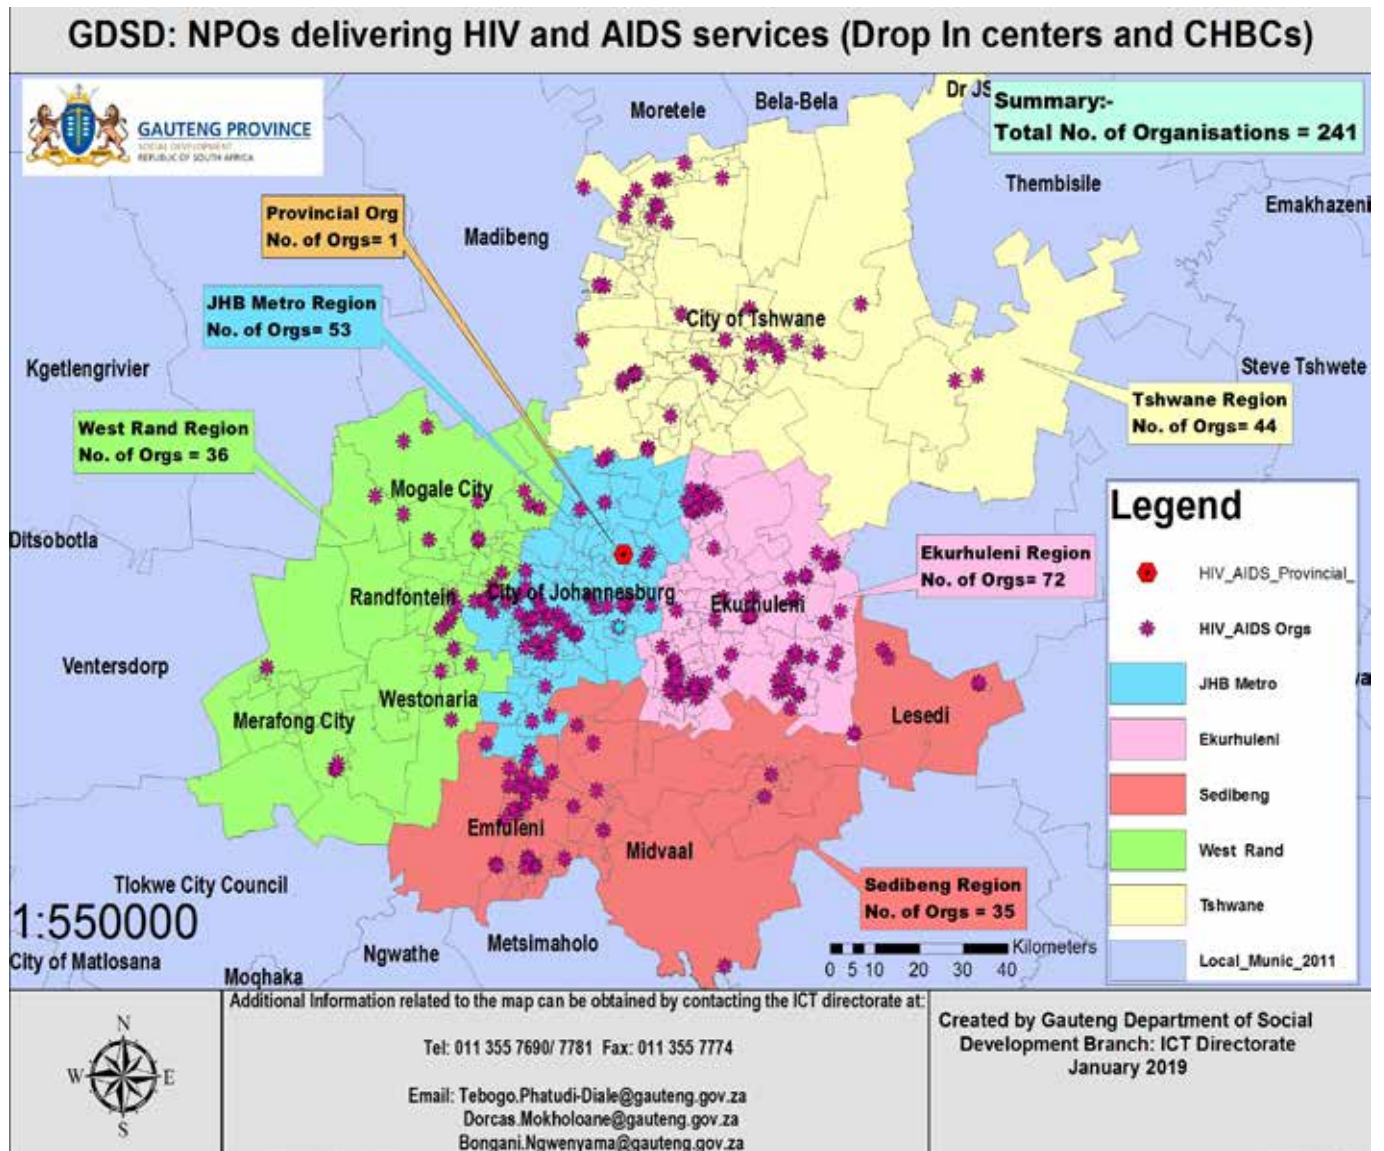 GDSD: NPOs delivering HIV and AIDS services (Drop In centers and CHBCs)
GAUTENG PROVINCE
SOCIAL DEVELOPMENT
REPUBLIC OF SOUTH AFRICA
Moretele
Bela-Bela
Dr JS
Summary:-
Total No. of Organisations = 241
Thembisile
Emakhazeni
Provincial Org
No. of Orgs= 1
Madibeng
JHB Metro Region
No. of Orgs= 53
City of Tshwane
Kgetlengrivier
Steve Tshwete
Tshwane Region
No. of Orgs= 44
West Rand Region
No. of Orgs = 36
Mogale City
Ditsobotla
Ekurhuleni Region
No. of Orgs= 72
Randfontein
City of Johannesburg
Ekurhuleni
Ventersdorp
Westonaria
Merafong City
Lesedi
Emfuleni
Midvaal
Sedibeng Region
No. of Orgs = 35
Tlokwe City Council
1:550000
City of Matlosana
Ngwathe
Metsimaholo
Moqhaka
Kilometers
0 5 10 20 30 40
Legend
HIV_AIDS_Provincial_
HIV_AIDS Orgs
JHB Metro
Ekurhuleni
Sedibeng
West Rand
Tshwane
Local_Munic_2011
va
N
W E
S
Additional Information related to the map can be obtained by contacting the ICT directorate at:
Tel: 011 355 7690/ 7781 Fax: 011 355 7774
Email: Tebogo.Phatudi-Diale@gauteng.gov.za
Dorcas.Mokholoane@gauteng.gov.za
Bongani.Ngwenyama@gauteng.gov.za
Created by Gauteng Department of Social
Development Branch: ICT Directorate
January 2019